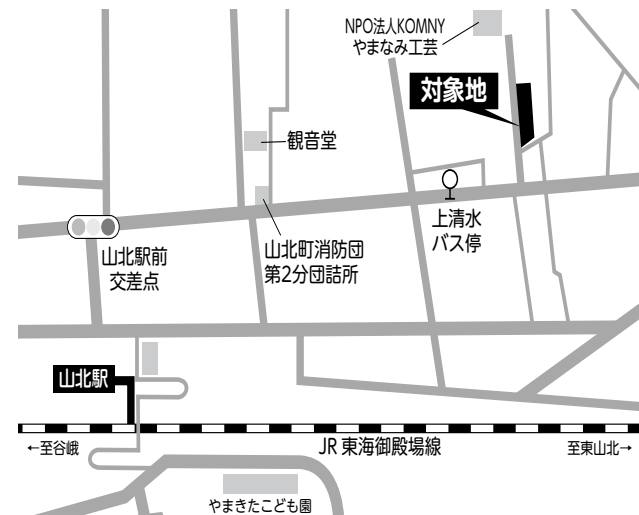 NPO法人KOMNY
やまなみ工芸
対象地
観音堂
上清水
バス停
山北町消防団
第2分団詰所
山北駅前
交差点
山北駅
←至谷峨
JR東海御殿場線
至東山北→
やまきたこども園